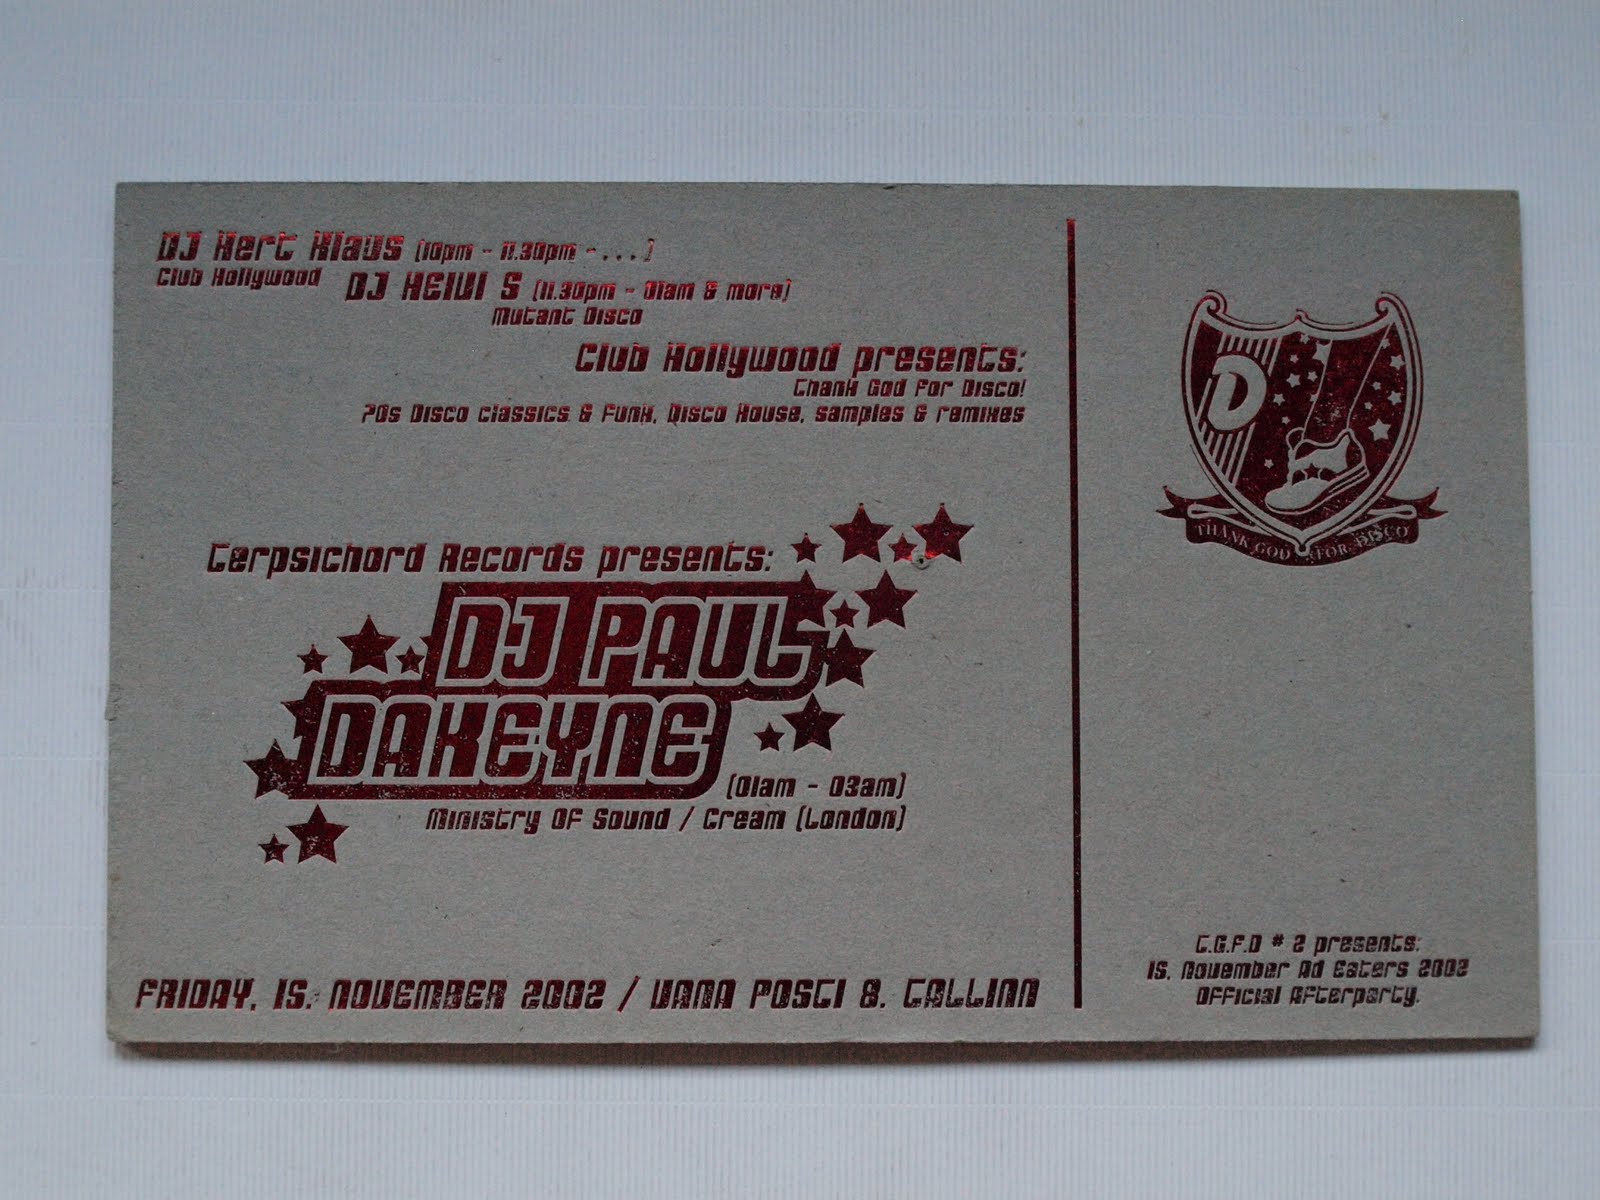 DJ Kert Klaus (10pm - 11.30pm - ....)
Club Hollywood
DJ HEIVI S (11.30pm - 01am & more)
Mutant Disco
Club Hollywood presents:
Thank God For Disco!
70s Disco classics & Funk, Disco House, samples & remixes
Terpsichord Records presents:
DJ PAUL
DAKEYNE
(01am - 03am)
Ministry Of Sound / Cream (London)
FRIDAY, 15. NOVEMBER 2002 / VANA POSTI 8. TALLINN
D
THANK GOD FOR DISCO
T.G.F.D # 2 presents:
15. November Ad Eaters 2002
Official Afterparty.